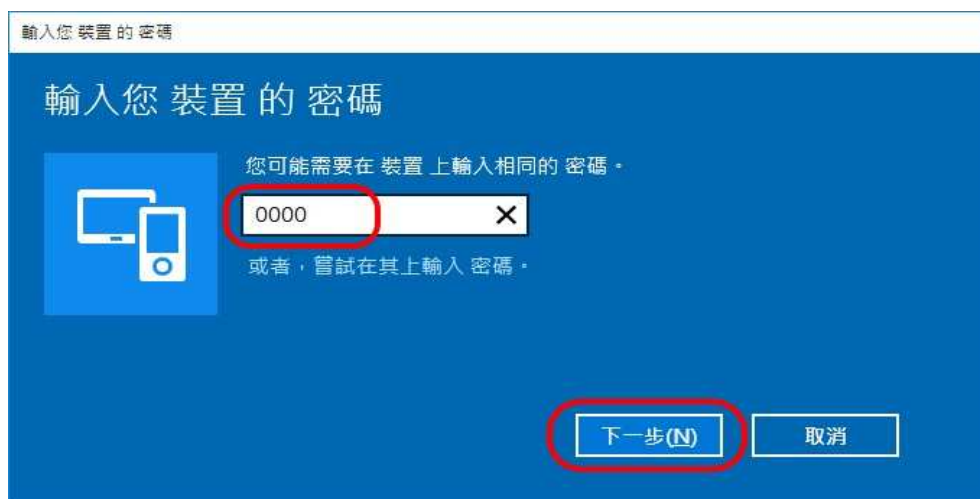 輸入您 裝置 的 密碼
輸入您 裝置 的 密碼
您可能需要在 裝置 上輸入相同的 密碼。
0000
或者，嘗試在其上輸入 密碼。
下一步(N)
取消